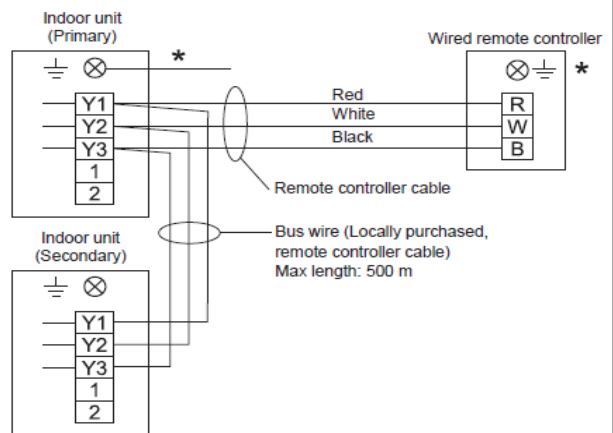 Indoor unit
(Primary)
*
Wired remote controller
*
Y1
Y2
Y3
1
2
Red
White
Black
R
W
B
Remote controller cable
Bus wire (Locally purchased,
remote controller cable)
Max length: 500 m
Indoor unit
(Secondary)
Y1
Y2
Y3
1
2